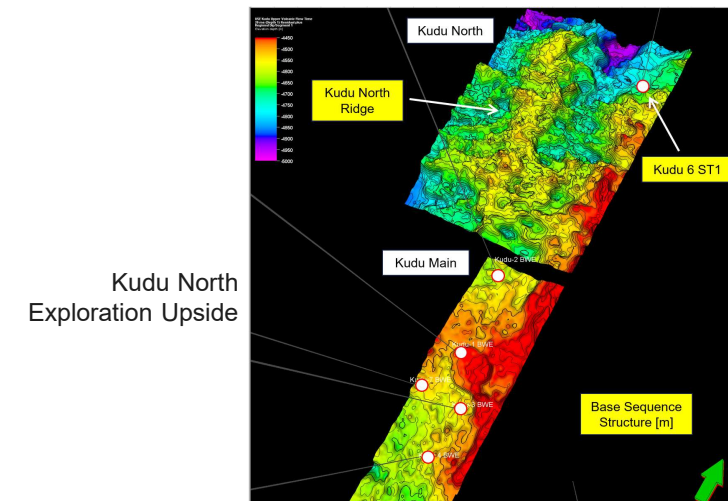 Kudu North
Exploration Upside
-4450
-4500
-4550
-4600
-4650
-4700
-4750
-4800
-4850
-4900
-4950
-5000
Kudu North
Kudu North
Ridge
Kudu 6 ST1
Kudu Main
Kudu-2 BWE
BWE
BWE
BWE
Base Sequence
Structure [m]